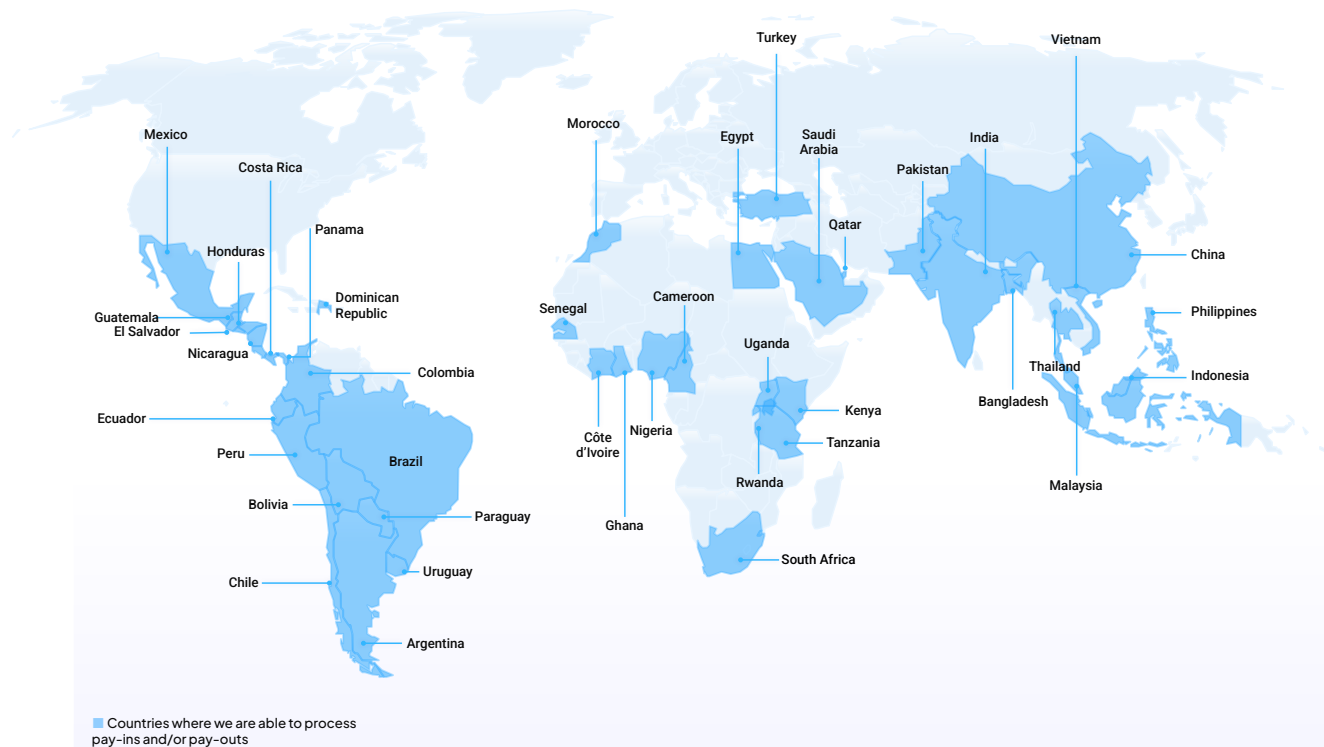 Turkey
Vietnam
Morocco
Mexico
Egypt
Saudi
Arabia
India
Costa Rica
Pakistan
Panama
Qatar
Honduras
China
Dominican
Republic
Cameroon
Senegal
Guatemala
El Salvador
Philippines
Nicaragua
Uganda
Thailand
Colombia
Indonesia
Bangladesh
Ecuador
Kenya
Côte
d'Ivoire
Nigeria
Tanzania
Peru
Brazil
Rwanda
Malaysia
Bolivia
Paraguay
Ghana
South Africa
Uruguay
Chile
Argentina
Countries where we are able to process
pay-ins and/or pay-outs